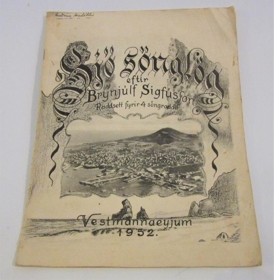 Sjö sönglög
eftir
Brynjúlf Sigfússon
Raddsett fyrir 4 söngraddir
Vestmannaeyjum
1952.